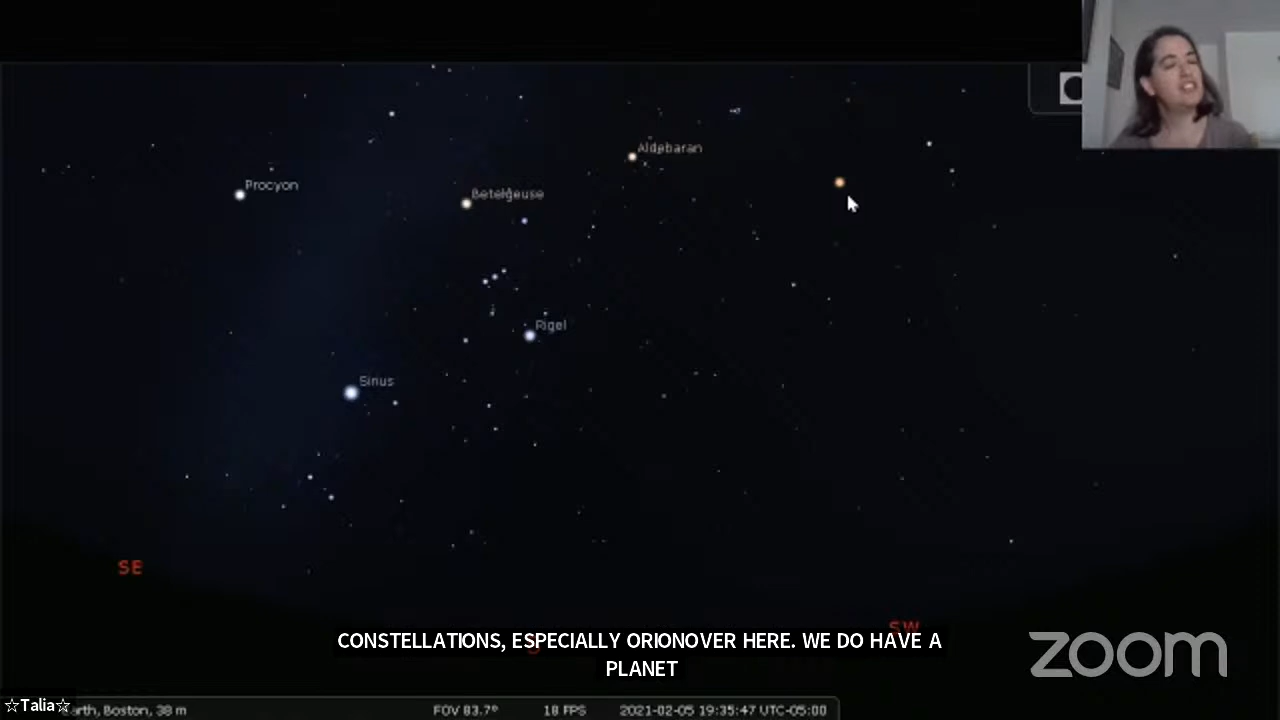 Aldebaran
Procyon
Betelgeuse
Rigel
Sirius
SE
SW
CONSTELLATIONS, ESPECIALLY ORIONOVER HERE. WE DO HAVE A
PLANET
zoom
☆Talia☆
Earth, Boston, 38 m
FOV 83.7°
18 FPS
2021-02-05 19:35:47 UTC-05:00